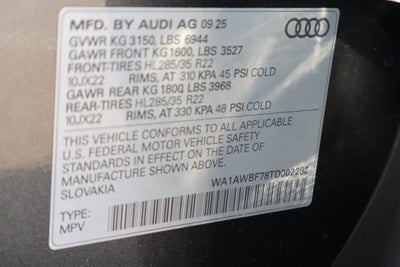 MFD. BY AUDI AG 09 25
GVWR KG 3150, LBS 6944
GAWR FRONT KG1600, LBS 3527
FRONT-TIRES HL285/35 R22
10JX22 RIMS, AT 310 KPA 45 PSI COLD
GAWR REAR KG 1800, LBS 3968
REAR-TIRES HL285/35 R22
10JX22 RIMS, AT 330 KPA 48 PSI COLD
THIS VEHICLE CONFORMS TO ALL APPLICABLE
U.S. FEDERAL MOTOR VEHICLE SAFETY STANDARDS
IN EFFECT ON THE DATE OF
MANUFACTURE SHOWN ABOVE.
SLOVAKIA
WA1AWBF78TD002232
TYPE:
MPV